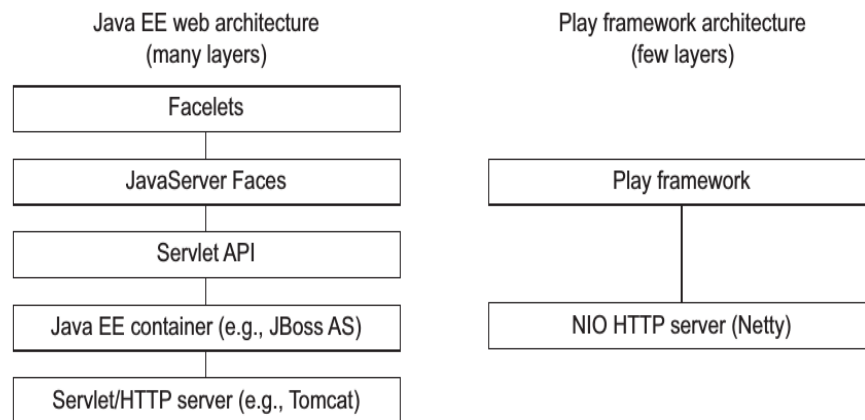 Java EE web architecture
(many layers)
Facelets
JavaServer Faces
Servlet API
Java EE container (e.g., JBoss AS)
Servlet/HTTP server (e.g., Tomcat)
Play framework architecture
(few layers)
Play framework
NIO HTTP server (Netty)